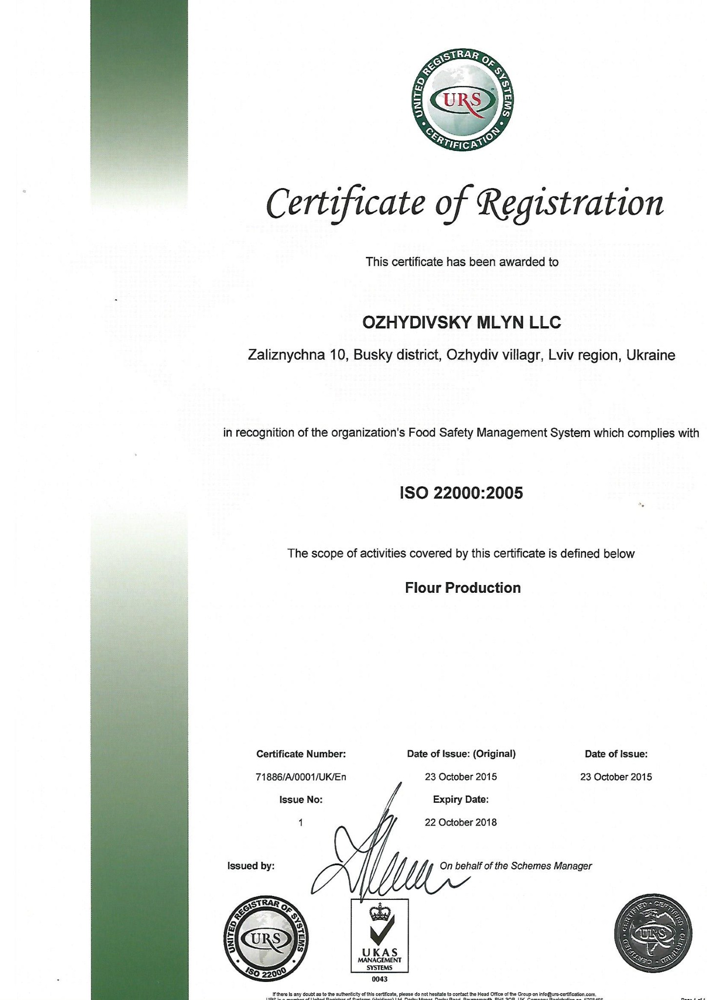 UNITED REGISTRAR OF SYSTEMS
URS
CERTIFICATION
Certificate of Registration
This certificate has been awarded to
OZHYDIVSKY MLYN LLC
Zaliznychna 10, Busky district, Ozhydiv villagr, Lviv region, Ukraine
in recognition of the organization's Food Safety Management System which complies with
ISO 22000:2005
The scope of activities covered by this certificate is defined below
Flour Production
Certificate Number: Date of Issue: (Original) Date of Issue:
71886/A/0001/UK/En 23 October 2015 23 October 2015
Issue No: Expiry Date:
1 22 October 2018
Issued by: On behalf of the Schemes Manager
UNITED REGISTRAR OF SYSTEMS
URS
ISO 22000
UKAS
MANAGEMENT
SYSTEMS
0043
CERTIFIED · CERTIFIED · CERTIFIED · CERTIFIED
URS
If there is any doubt as to the authenticity of this certificate, please do not hesitate to contact the Head Office of the Group on info@urs-certification.com.
URS is a member of United Registrar of Systems (Holdings) Ltd, Derby Manor, Derby Road, Bournemouth, BH1 3QB, UK. Company Registration no.